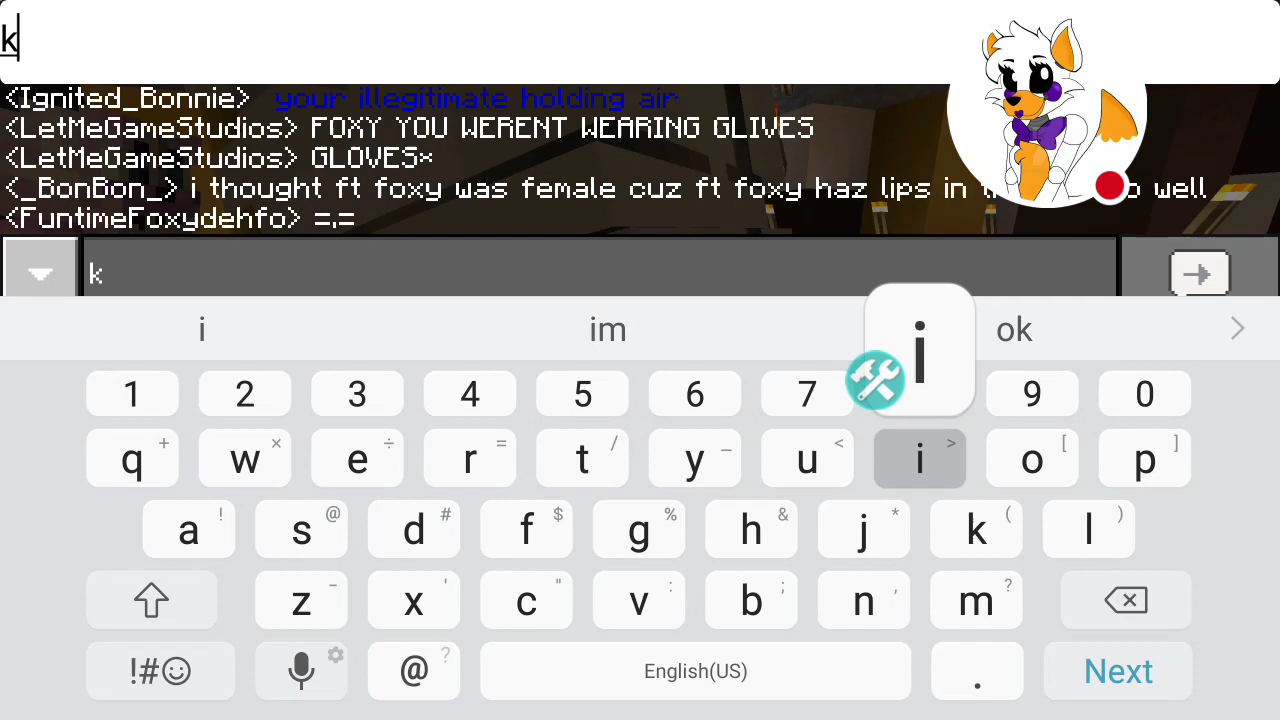 k
<Ignited_Bonnie> your illegitimate holding air
<LetMeGameStudios> FOXY YOU WERENT WEARING GLIVES
<LetMeGameStudios> GLOVES*
<_BonBon_> i thought ft foxy was female cuz ft foxy haz lips in well
<FuntimeFoxydehfo> =.=
k
i im ok
i
1 2 3 4 5 6 7 9 0
q + w × e ÷ r = t / y _ u < i > o [ p ]
a ! s @ d # f $ g % h & j * k ( l )
z - x ' c " v : b ; n , m ?
!#☺ @ ? English(US) . Next